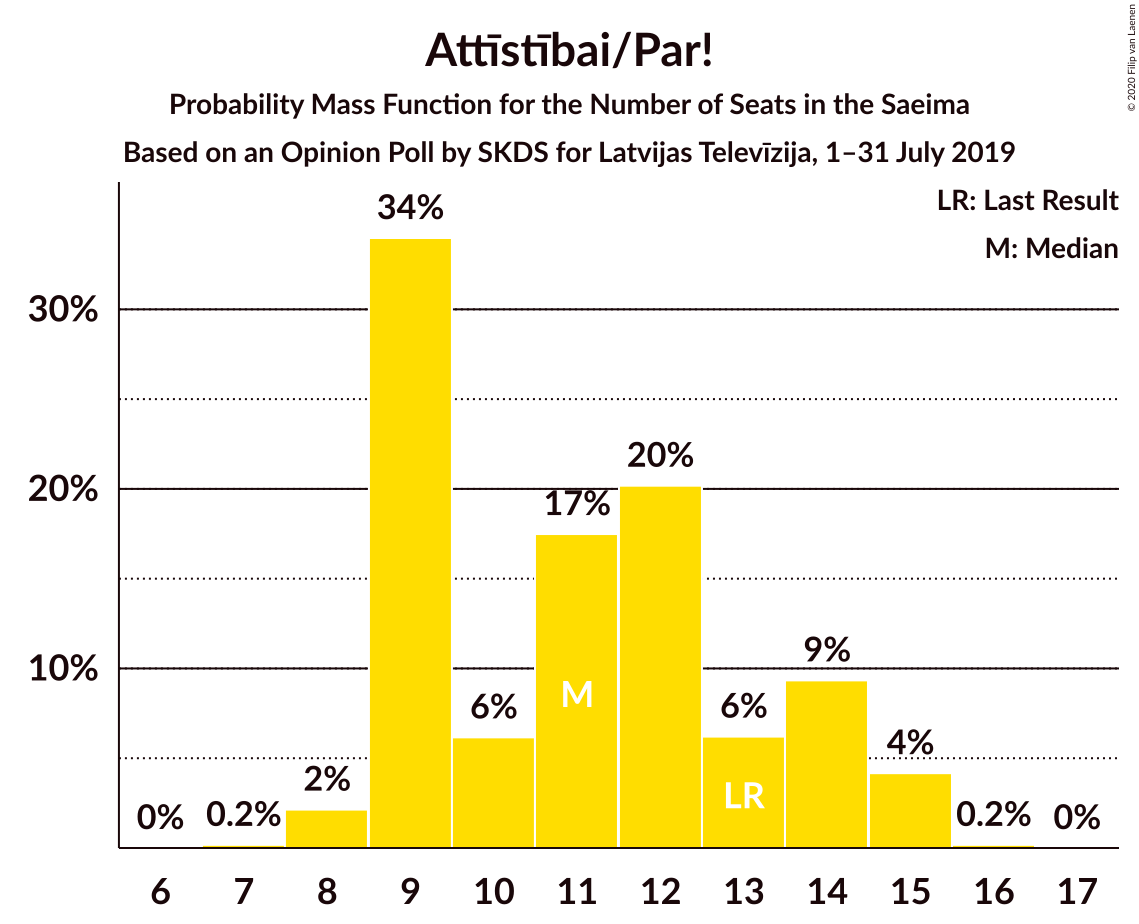 Attīstībai/Par!
Probability Mass Function for the Number of Seats in the Saeima
Based on an Opinion Poll by SKDS for Latvijas Televīzija, 1–31 July 2019
© 2020 Filip van Laenen
LR: Last Result
M: Median
30%
20%
10%
0%
0.2%
2%
34%
6%
17%
20%
6%
9%
4%
0.2%
0%
M
LR
6 7 8 9 10 11 12 13 14 15 16 17